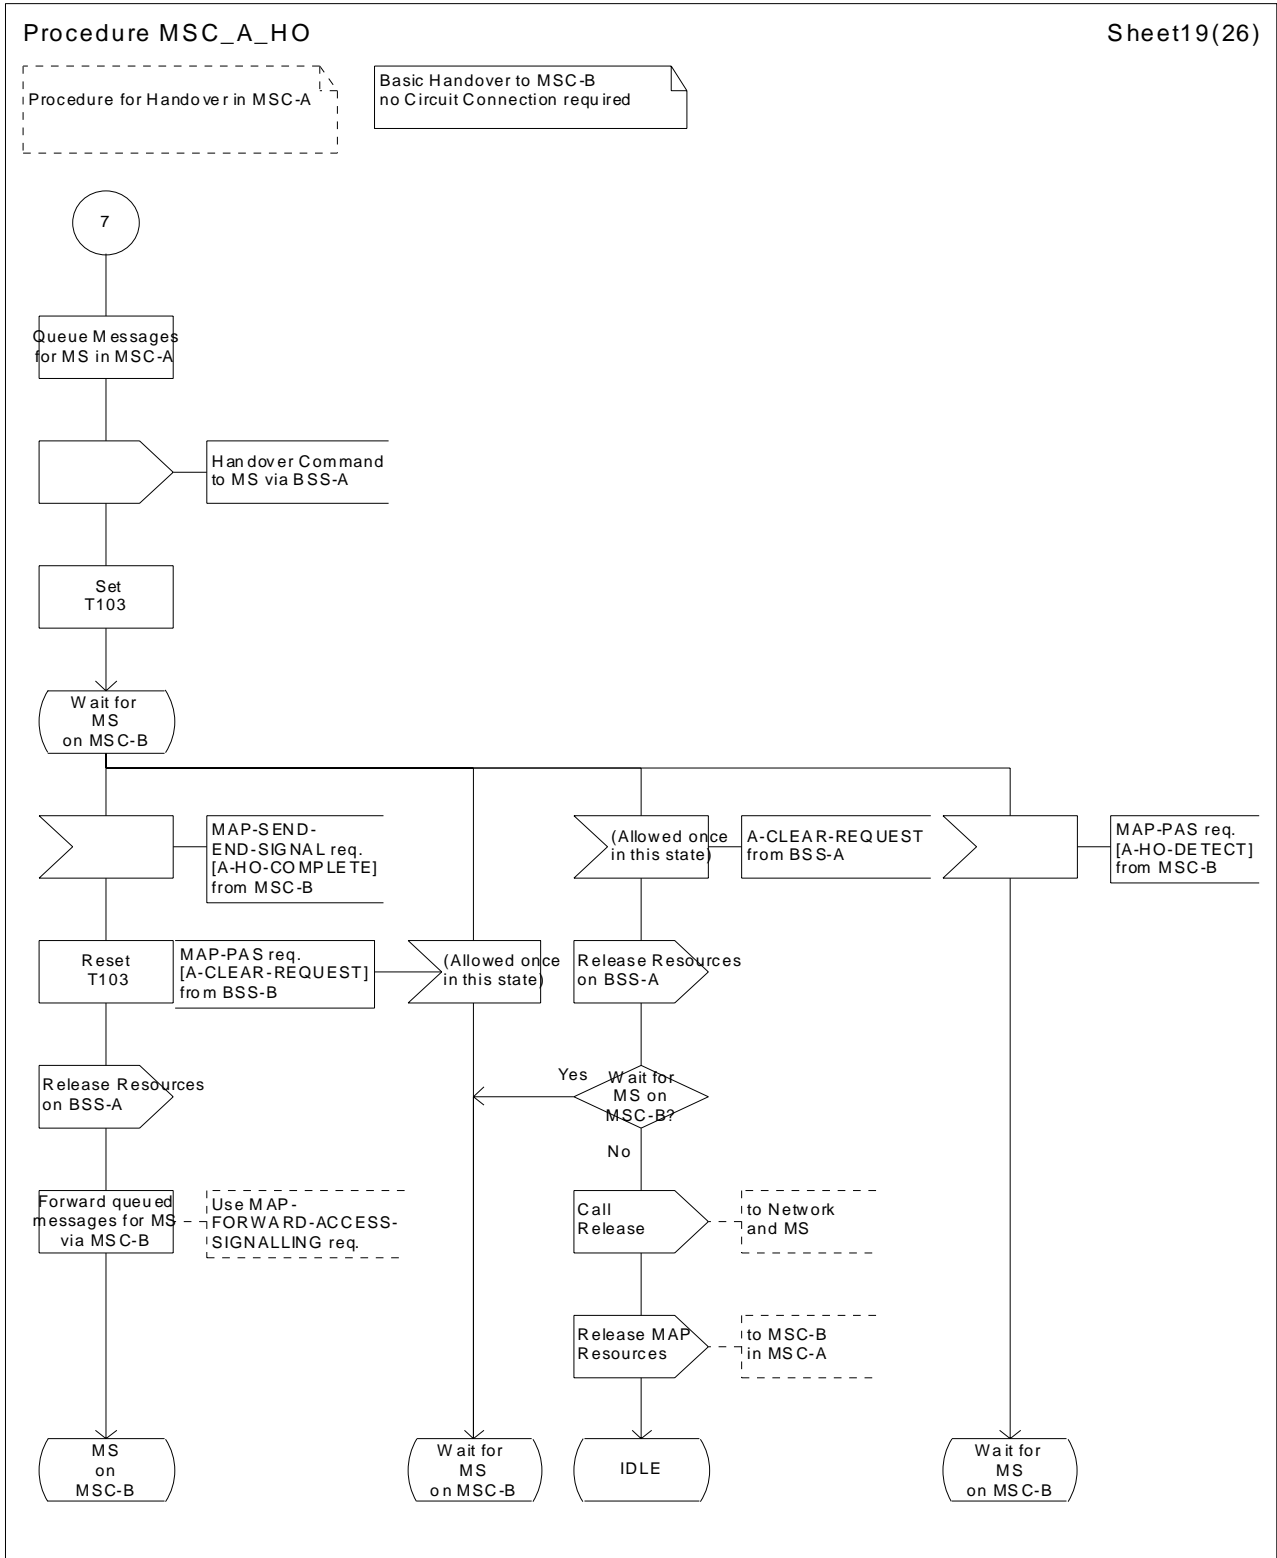 Procedure MSC_A_HO
Sheet19(26)
Procedure for Handover in MSC-A
Basic Handover to MSC-B
no Circuit Connection required
7
Queue Messages
for MS in MSC-A
Handover Command
to MS via BSS-A
Set
T103
Wait for
MS
on MSC-B
MAP-SEND-
END-SIGNAL req.
[A-HO-COMPLETE]
from MSC-B
(Allowed once
in this state)
A-CLEAR-REQUEST
from BSS-A
MAP-PAS req.
[A-HO-DETECT]
from MSC-B
Reset
T103
MAP-PAS req.
[A-CLEAR-REQUEST]
from BSS-B
(Allowed once
in this state)
Release Resources
on BSS-A
Release Resources
on BSS-A
Yes
Wait for
MS on
MSC-B?
No
Forward queued
messages for MS
via MSC-B
Use MAP-
FORWARD-ACCESS-
SIGNALLING req.
Call
Release
to Network
and MS
Release MAP
Resources
to MSC-B
in MSC-A
MS
on
MSC-B
Wait for
MS
on MSC-B
IDLE
Wait for
MS
on MSC-B